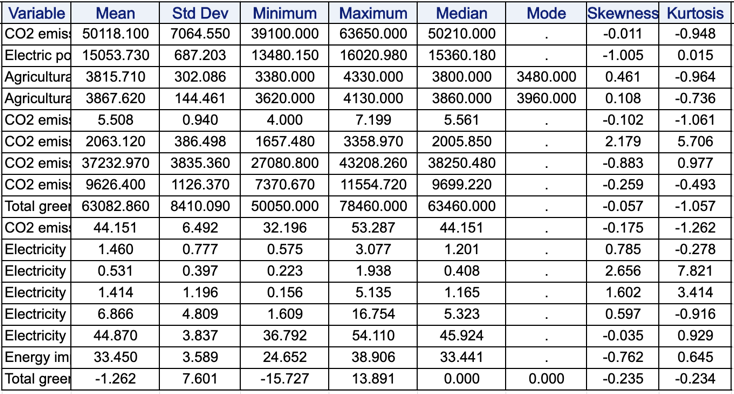 Variable Mean Std Dev Minimum Maximum Median Mode Skewness Kurtosis
CO2 emis 50118.100 7064.550 39100.000 63650.000 50210.000 . -0.011 -0.948
Electric po 15053.730 687.203 13480.150 16020.980 15360.180 . -1.005 0.015
Agricultura 3815.710 302.086 3380.000 4330.000 3800.000 3480.000 0.461 -0.964
Agricultura 3867.620 144.461 3620.000 4130.000 3860.000 3960.000 0.108 -0.736
CO2 emis 5.508 0.940 4.000 7.199 5.561 . -0.102 -1.061
CO2 emis 2063.120 386.498 1657.480 3358.970 2005.850 . 2.179 5.706
CO2 emis 37232.970 3835.360 27080.800 43208.260 38250.480 . -0.883 0.977
CO2 emis 9626.400 1126.370 7370.670 11554.720 9699.220 . -0.259 -0.493
Total greer 63082.860 8410.090 50050.000 78460.000 63460.000 . -0.057 -1.057
CO2 emis 44.151 6.492 32.196 53.287 44.151 . -0.175 -1.262
Electricity 1.460 0.777 0.575 3.077 1.201 . 0.785 -0.278
Electricity 0.531 0.397 0.223 1.938 0.408 . 2.656 7.821
Electricity 1.414 1.196 0.156 5.135 1.165 . 1.602 3.414
Electricity 6.866 4.809 1.609 16.754 5.323 . 0.597 -0.916
Electricity 44.870 3.837 36.792 54.110 45.924 . -0.035 0.929
Energy im 33.450 3.589 24.652 38.906 33.441 . -0.762 0.645
Total greer -1.262 7.601 -15.727 13.891 0.000 0.000 -0.235 -0.234